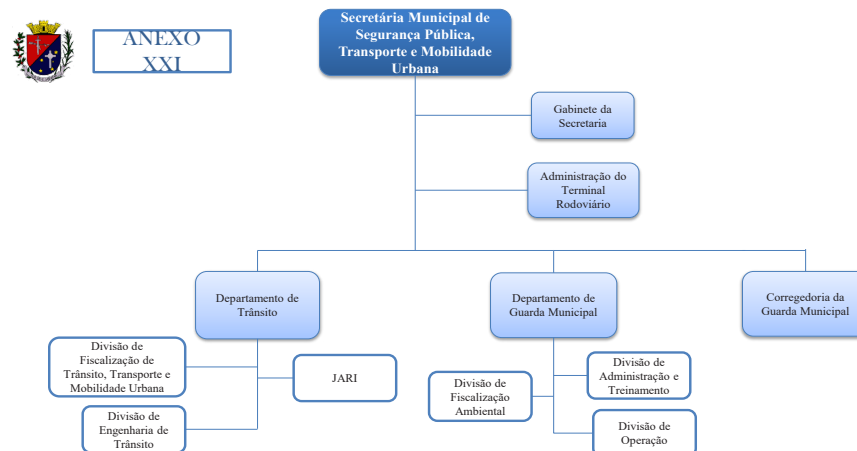 ANEXO
XXI
Secretária Municipal de
Segurança Pública,
Transporte e Mobilidade
Urbana
Gabinete da
Secretaria
Administração do
Terminal
Rodoviário
Departamento de
Trânsito
Departamento de
Guarda Municipal
Corregedoria da
Guarda Municipal
Divisão de
Fiscalização de
Trânsito, Transporte e
Mobilidade Urbana
JARI
Divisão de
Engenharia de
Trânsito
Divisão de
Administração e
Treinamento
Divisão de
Fiscalização
Ambiental
Divisão de
Operação